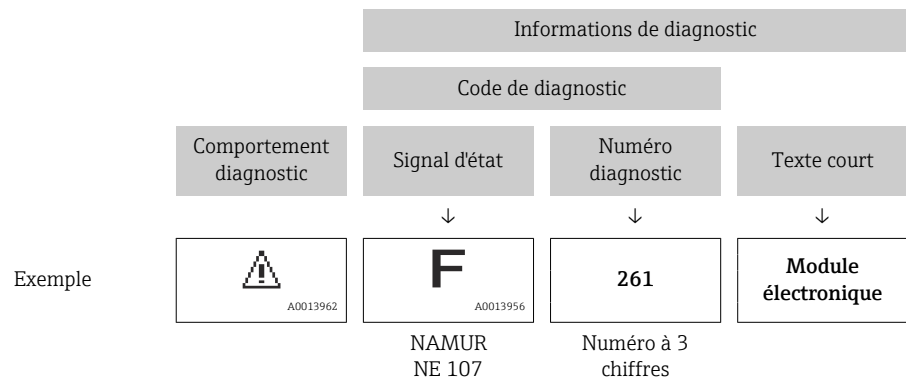 Informations de diagnostic
Code de diagnostic
Comportement
diagnostic
Signal d'état
Numéro
diagnostic
Texte court
↓ ↓ ↓
Exemple
A0013962
F
A0013956
261
Module
électronique
NAMUR
NE 107
Numéro à 3
chiffres